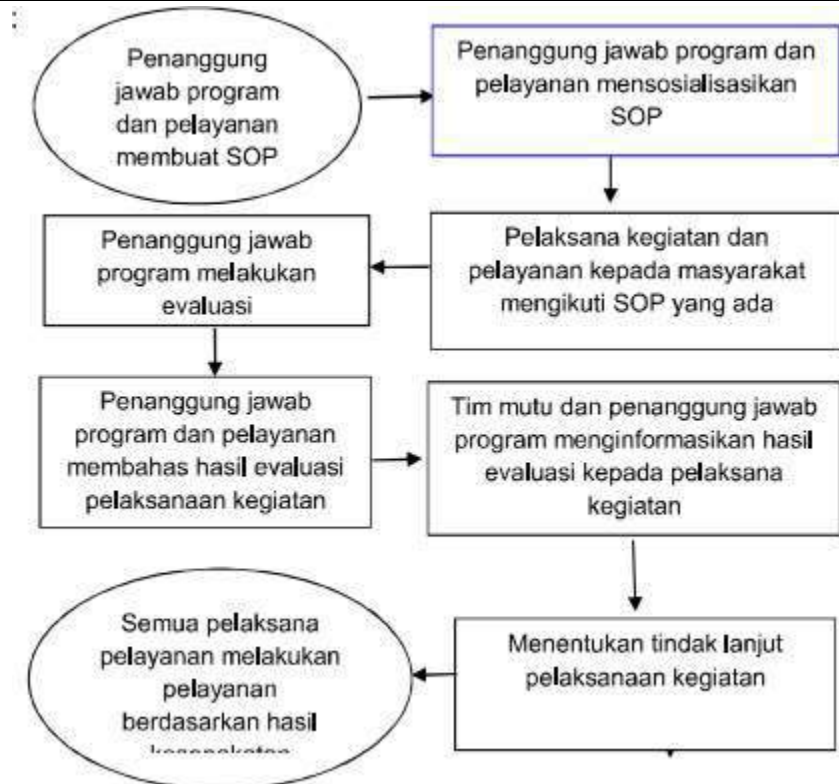 :
Penanggung
jawab program
dan pelayanan
membuat SOP
Penanggung jawab program dan
pelayanan mensosialisasikan
SOP
Pelaksana kegiatan dan
pelayanan kepada masyarakat
mengikuti SOP yang ada
Penanggung jawab
program melakukan
evaluasi
Penanggung jawab
program dan pelayanan
membahas hasil evaluasi
pelaksanaan kegiatan
Tim mutu dan penanggung jawab
program menginformasikan hasil
evaluasi kepada pelaksana
kegiatan
Menentukan tindak lanjut
pelaksanaan kegiatan
Semua pelaksana
pelayanan melakukan
pelayanan
berdasarkan hasil